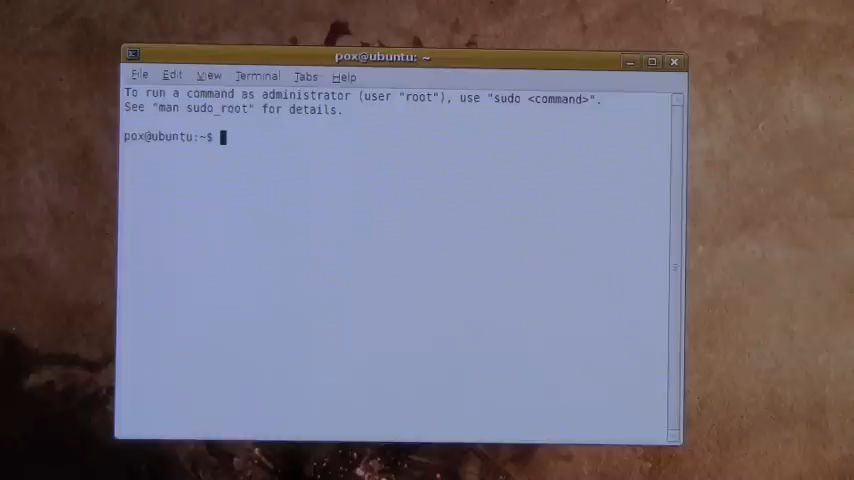 pox@ubuntu: ~
File Edit View Terminal Tabs Help
To run a command as administrator (user "root"), use "sudo <command>".
See "man sudo_root" for details.
pox@ubuntu:~$